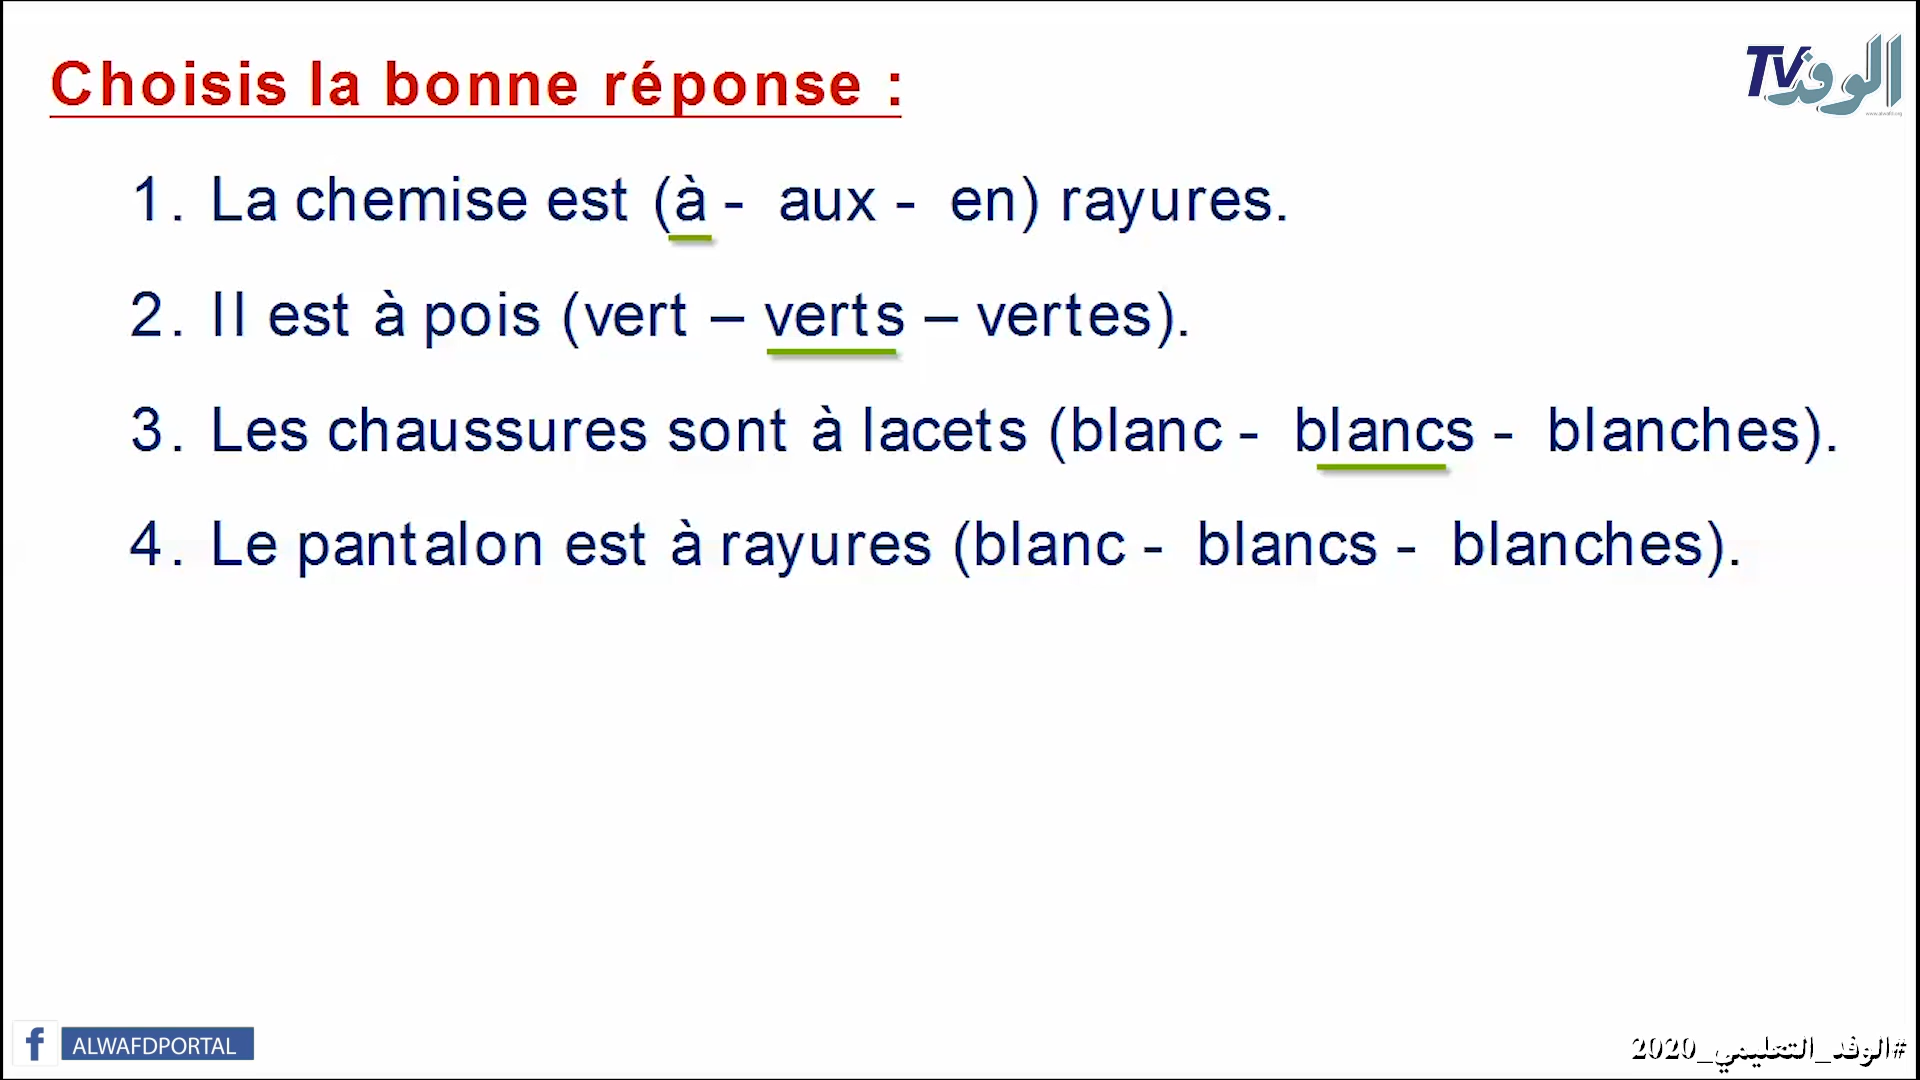 Choisis la bonne réponse :
TV الوفد
1. La chemise est (à - aux - en) rayures.
2. Il est à pois (vert – verts – vertes).
3. Les chaussures sont à lacets (blanc - blancs - blanches).
4. Le pantalon est à rayures (blanc - blancs - blanches).
f ALWAFDPORTAL
#الوفد_التعليمي_2020